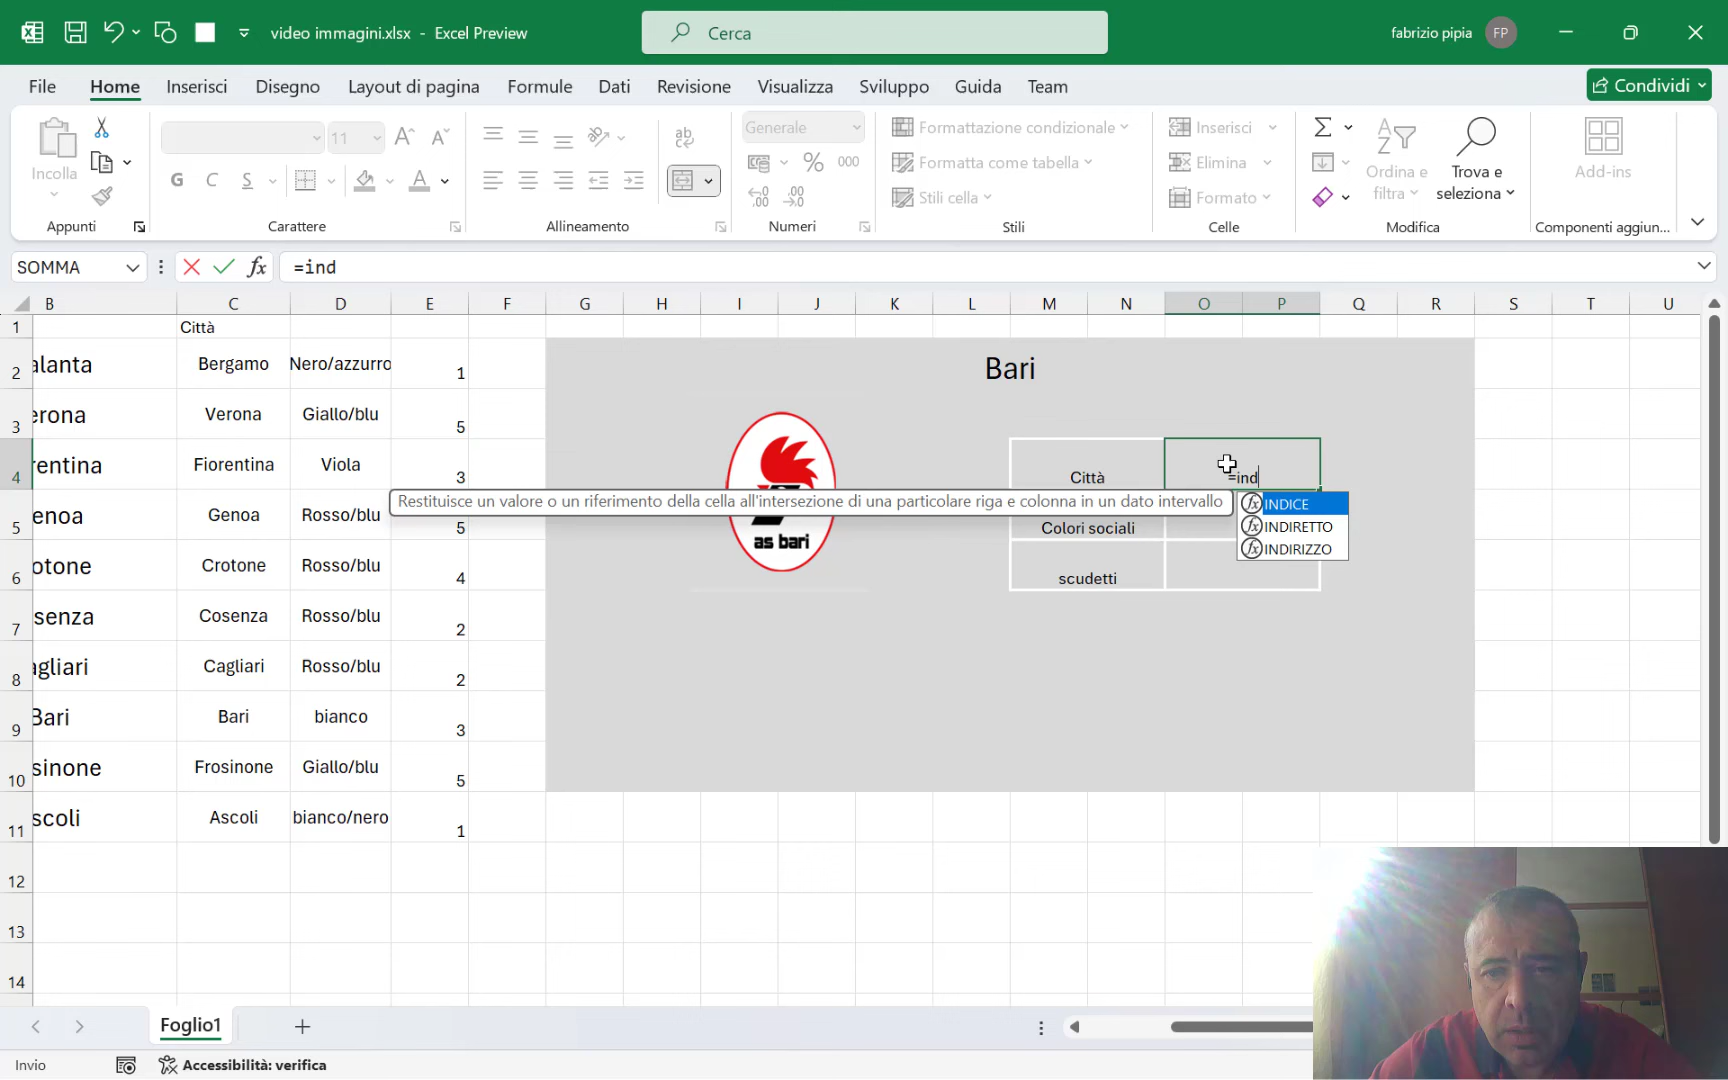 video immagini.xlsx - Excel Preview
Cerca
fabrizio pipia
FP
File Home Inserisci Disegno Layout di pagina Formule Dati Revisione Visualizza Sviluppo Guida Team
Condividi
Incolla
Appunti
11
G C S
A
Carattere
ab
Allineamento
Generale
% 000
Numeri
Formattazione condizionale
Formatta come tabella
Stili cella
Stili
Inserisci
Elimina
Formato
Celle
Ordina e filtra
Trova e seleziona
Modifica
Add-ins
Componenti aggiun...
SOMMA
fx
=ind
B C D E F G H I J K L M N O P Q R S T U
1 Città
2 alanta Bergamo Nero/azzurro 1 Bari
3 erona Verona Giallo/blu 5
4 rentina Fiorentina Viola 3 Città =ind
Restituisce un valore o un riferimento della cella all'intersezione di una particolare riga e colonna in un dato intervallo
INDICE
INDIRETTO
INDIRIZZO
5 enoa Genoa Rosso/blu 5 Colori sociali
as bari
6 otone Crotone Rosso/blu 4 scudetti
7 senza Cosenza Rosso/blu 2
8 agliari Cagliari Rosso/blu 2
9 Bari Bari bianco 3
10 sinone Frosinone Giallo/blu 5
11 scoli Ascoli bianco/nero 1
12
13
14
Foglio1
Invio
Accessibilità: verifica